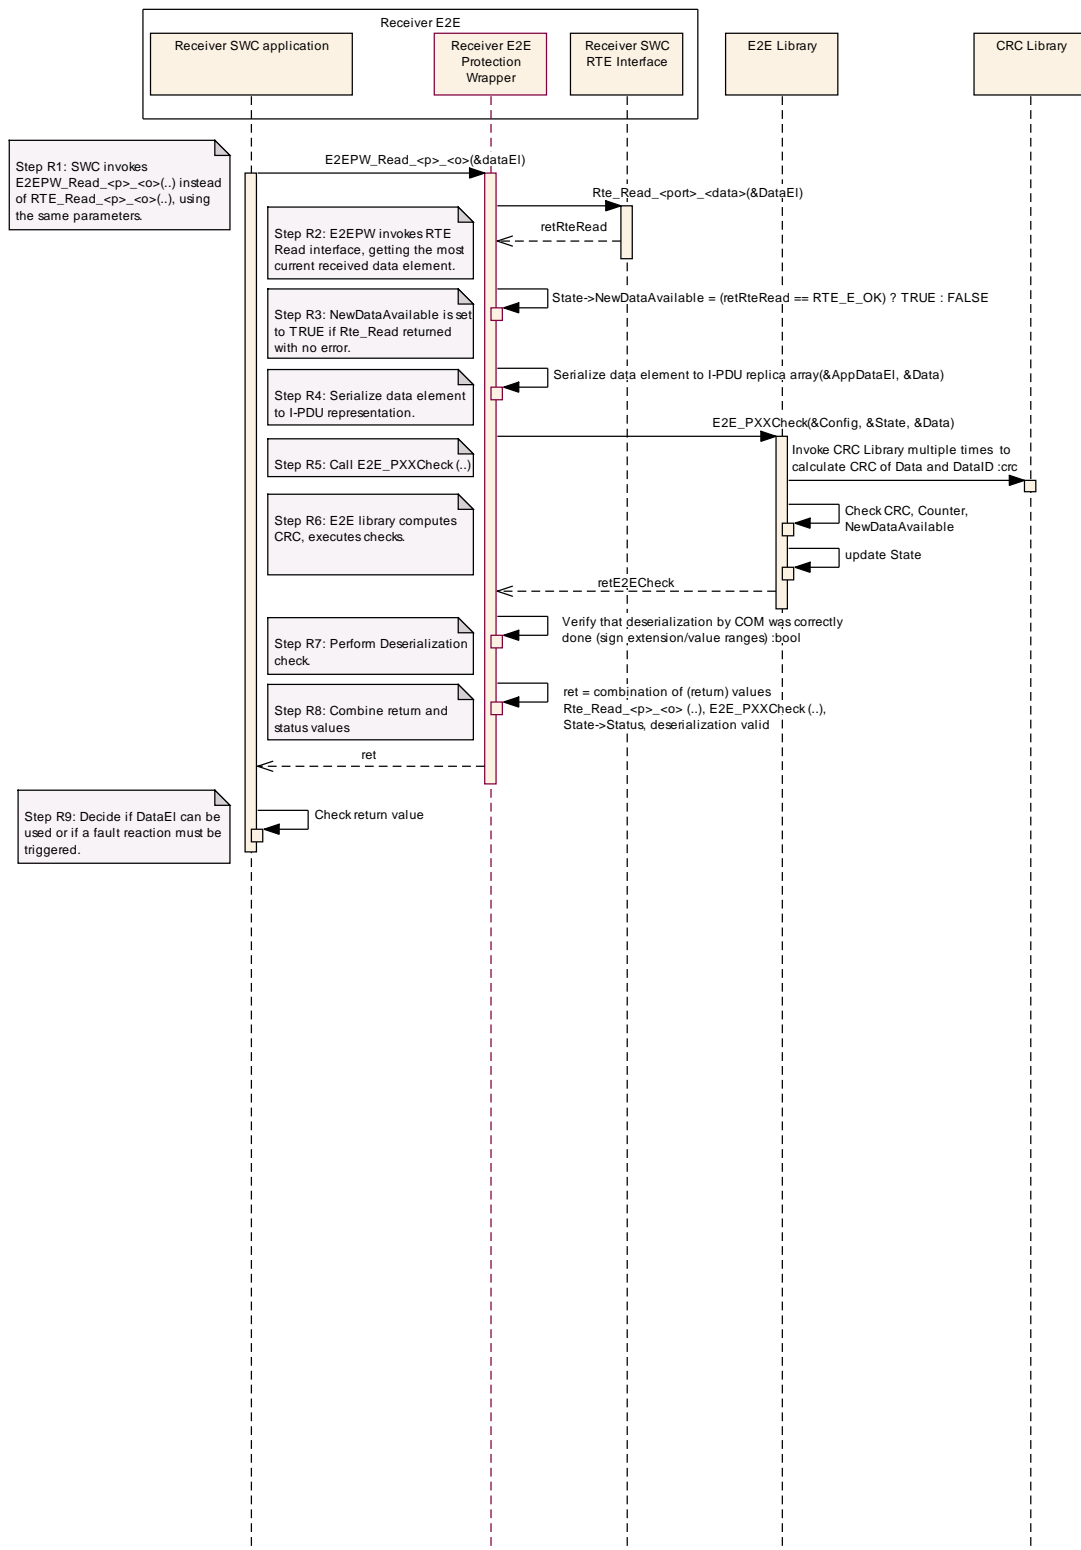 Receiver E2E
Receiver SWC application
Receiver E2E
Protection
Wrapper
Receiver SWC
RTE Interface
E2E Library
CRC Library
Step R1: SWC invokes
E2EPW_Read_<p>_<o>(..) instead
of RTE_Read_<p>_<o>(..), using
the same parameters.
E2EPW_Read_<p>_<o>(&dataEl)
Rte_Read_<port>_<data>(&DataEl)
Step R2: E2EPW invokes RTE
Read interface, getting the most
current received data element.
retRteRead
State->NewDataAvailable = (retRteRead == RTE_E_OK) ? TRUE : FALSE
Step R3: NewDataAvailable is set
to TRUE if Rte_Read returned
with no error.
Serialize data element to I-PDU replica array(&AppDataEl, &Data)
Step R4: Serialize data element
to I-PDU representation.
E2E_PXXCheck(&Config, &State, &Data)
Step R5: Call E2E_PXXCheck(..)
Invoke CRC Library multiple times to
calculate CRC of Data and DataID :crc
Step R6: E2E library computes
CRC, executes checks.
Check CRC, Counter,
NewDataAvailable
update State
retE2ECheck
Verify that deserialization by COM was correctly
done (sign extension/value ranges) :bool
Step R7: Perform Deserialization
check.
ret = combination of (return) values
Rte_Read_<p>_<o> (..), E2E_PXXCheck(..),
State->Status, deserialization valid
Step R8: Combine return and
status values
ret
Step R9: Decide if DataEl can be
used or if a fault reaction must be
triggered.
Check return value